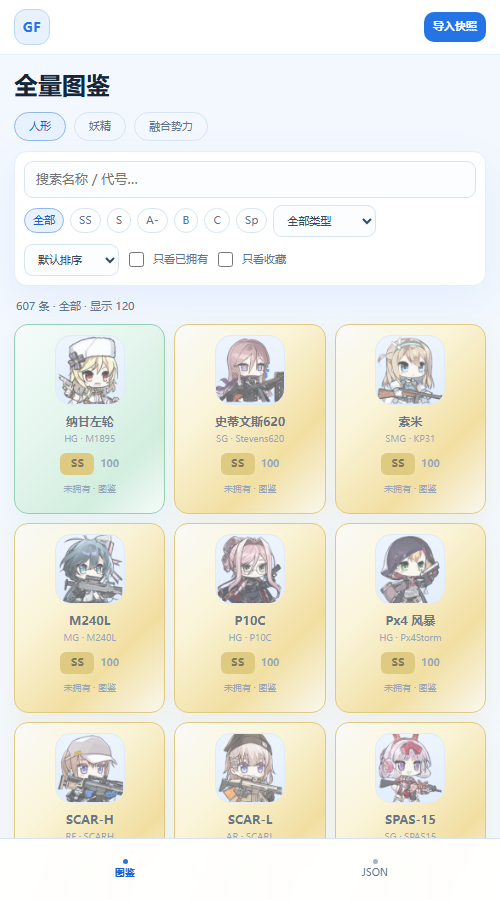 GF
导入快照
全量图鉴
人形 妖精 融合势力
搜索名称 / 代号...
全部 SS S A- B C Sp 全部类型
默认排序 只看已拥有 只看收藏
607 条 · 全部 · 显示 120
纳甘左轮 史蒂文斯620 索米
HG · M1895 SG · Stevens620 SMG · KP31
SS 100 SS 100 SS 100
未拥有 · 图鉴 未拥有 · 图鉴 未拥有 · 图鉴
M240L P10C Px4 风暴
MG · M240L HG · P10C HG · Px4Storm
SS 100 SS 100 SS 100
未拥有 · 图鉴 未拥有 · 图鉴 未拥有 · 图鉴
SCAR-H SCAR-L SPAS-15
RF · SCARH AR · SCARL SG · SPAS15
图鉴 JSON